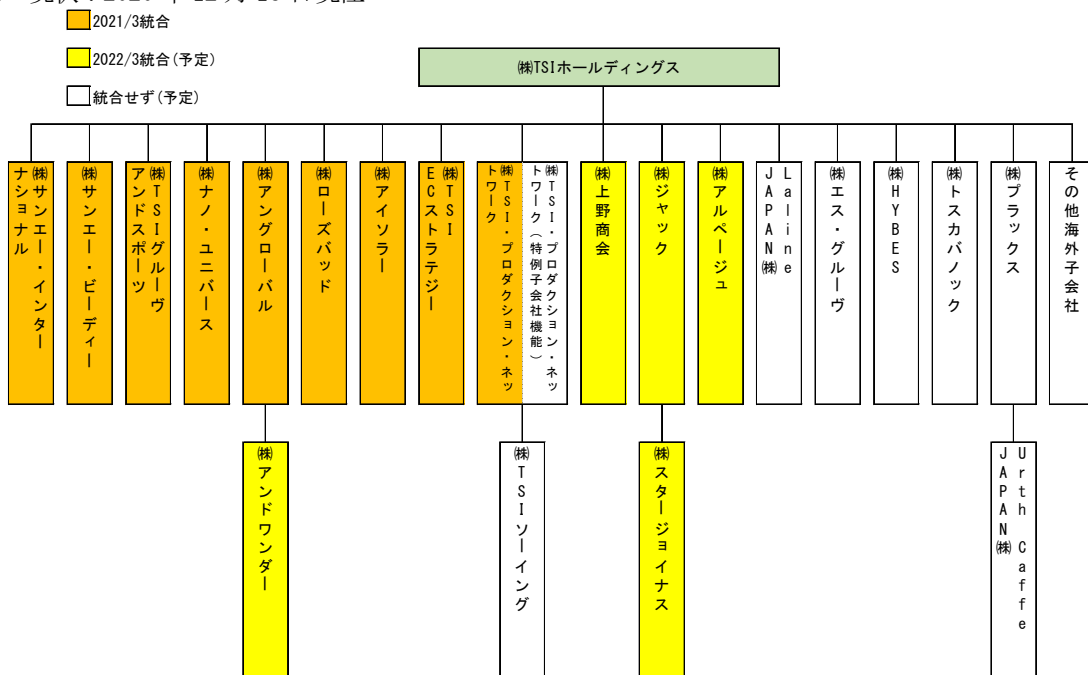 2021/3統合
2022/3統合(予定)
統合せず(予定)
㈱TSIホールディングス
㈱サンエー・インター
ナショナル
㈱サンエー・ビーディー
㈱TSIグルーヴ
アンドスポーツ
㈱ナノ・ユニバース
㈱アングローバル
㈱ローズバッド
㈱アイソラー
㈱TSI
ECストラテジー
㈱TSI・プロダクション・ネッ
トワーク
㈱TSI・プロダクション・ネッ
トワーク(特例子会社機能)
㈱上野商会
㈱ジャック
㈱アルページュ
Laline
JAPAN㈱
㈱エス・グルーヴ
㈱HYBES
㈱トスカバノック
㈱プラックス
その他海外子会社
㈱アンドワンダー
㈱TSIソーイング
㈱スタージョイナス
Urth Caffe
JAPAN㈱